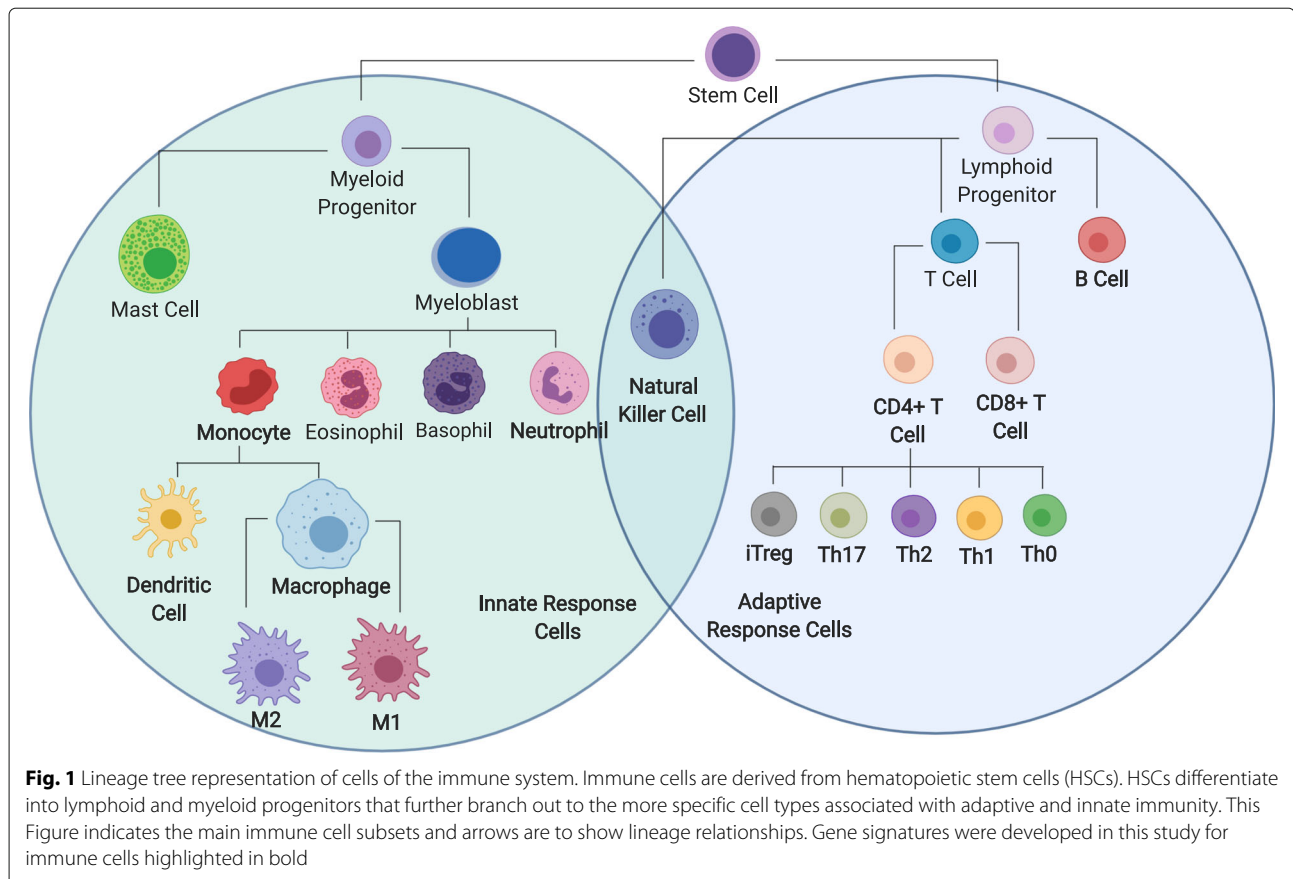 Stem Cell
Myeloid
Progenitor
Lymphoid
Progenitor
Mast Cell
Myeloblast
T Cell
B Cell
Monocyte
Eosinophil
Basophil
Neutrophil
Natural
Killer Cell
CD4+ T
Cell
CD8+ T
Cell
Dendritic
Cell
Macrophage
iTreg
Th17
Th2
Th1
Th0
Innate Response
Cells
Adaptive
Response Cells
M2
M1
Fig. 1 Lineage tree representation of cells of the immune system. Immune cells are derived from hematopoietic stem cells (HSCs). HSCs differentiate
into lymphoid and myeloid progenitors that further branch out to the more specific cell types associated with adaptive and innate immunity. This
Figure indicates the main immune cell subsets and arrows are to show lineage relationships. Gene signatures were developed in this study for
immune cells highlighted in bold